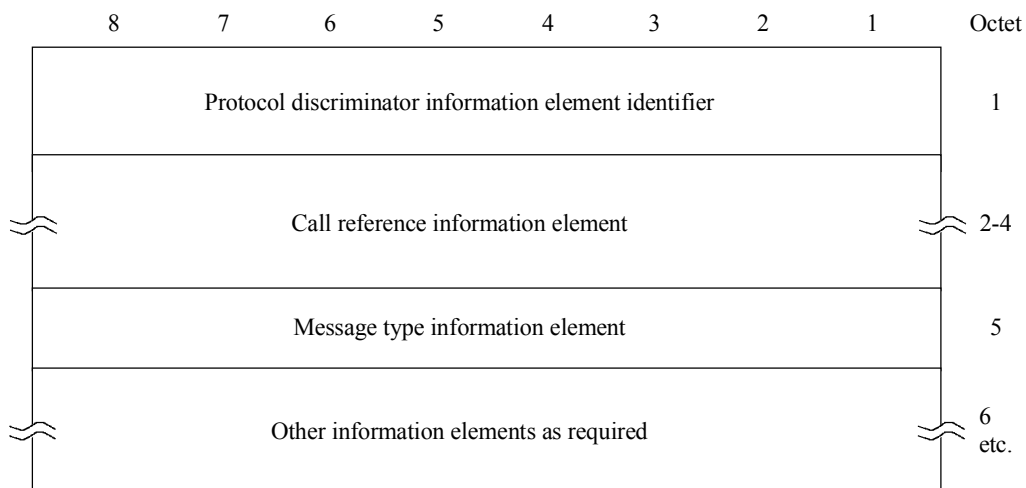 8 7 6 5 4 3 2 1 Octet
Protocol discriminator information element identifier 1
Call reference information element 2-4
Message type information element 5
Other information elements as required 6
etc.